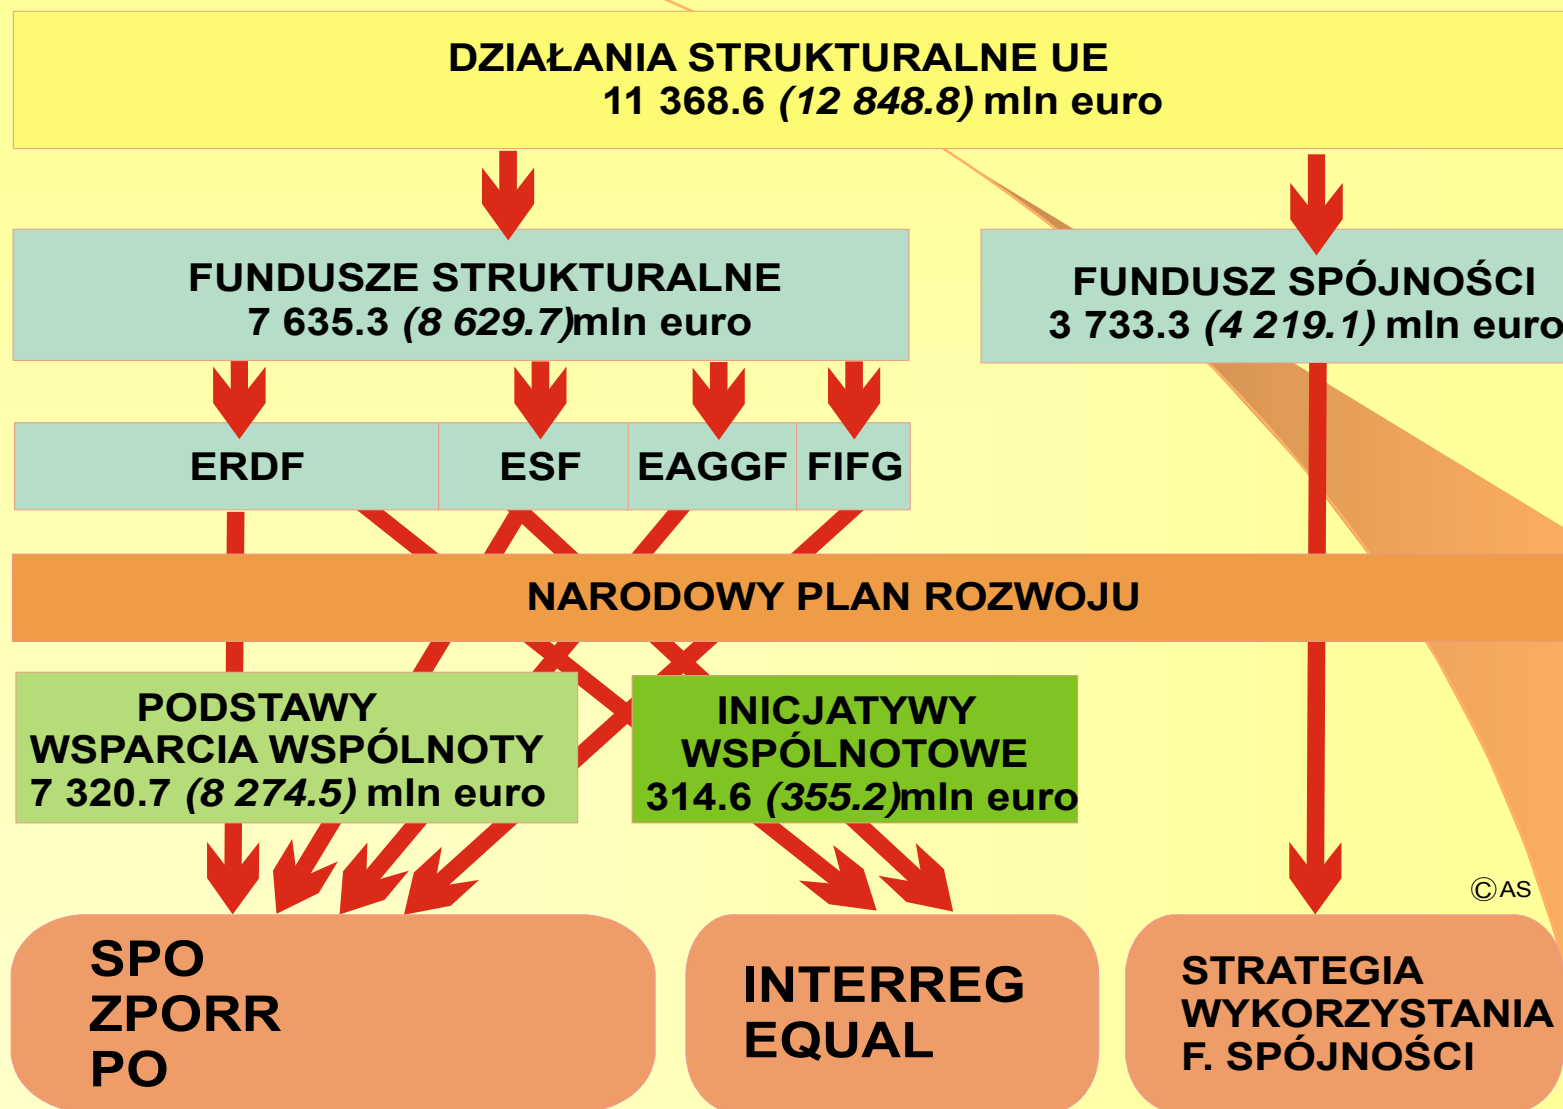 DZIAŁANIA STRUKTURALNE UE
11 368.6 (12 848.8) mln euro
FUNDUSZE STRUKTURALNE
7 635.3 (8 629.7)mln euro
FUNDUSZ SPÓJNOŚCI
3 733.3 (4 219.1) mln euro
ERDF ESF EAGGF FIFG
NARODOWY PLAN ROZWOJU
PODSTAWY
WSPARCIA WSPÓLNOTY
7 320.7 (8 274.5) mln euro
INICJATYWY
WSPÓLNOTOWE
314.6 (355.2)mln euro
©AS
SPO
ZPORR
PO
INTERREG
EQUAL
STRATEGIA
WYKORZYSTANIA
F. SPÓJNOŚCI